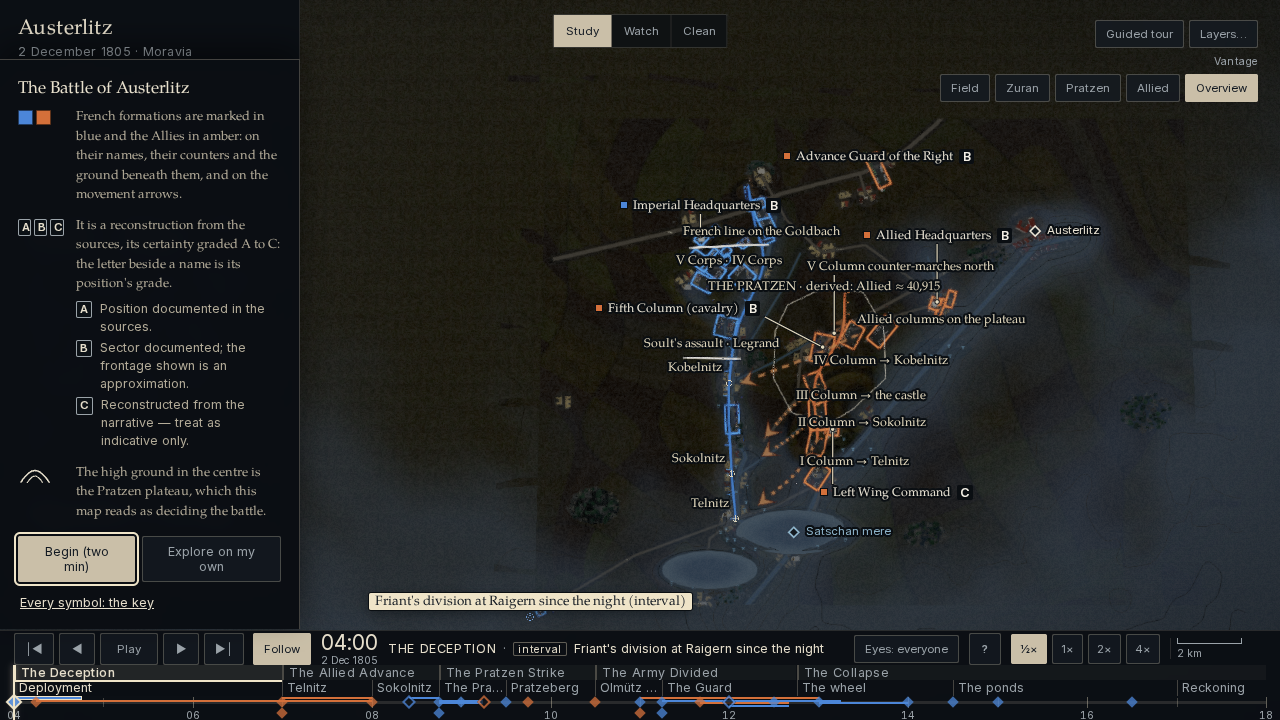 Austerlitz
2 December 1805 · Moravia
Study
Watch
Clean
Guided tour
Layers...
Vantage
Field
Zuran
Pratzen
Allied
Overview
The Battle of Austerlitz
French formations are marked in
blue and the Allies in amber: on
their names, their counters and the
ground beneath them, and on the
movement arrows.
A B C
It is a reconstruction from the
sources, its certainty graded A to C:
the letter beside a name is its
position's grade.
A Position documented in the
sources.
B Sector documented; the
frontage shown is an
approximation.
C Reconstructed from the
narrative — treat as
indicative only.
The high ground in the centre is
the Pratzen plateau, which this
map reads as deciding the battle.
Begin (two
min)
Explore on my
own
Every symbol: the key
Advance Guard of the Right B
Imperial Headquarters B
French line on the Goldbach
Allied Headquarters B
Austerlitz
V Corps · IV Corps
V Column counter-marches north
THE PRATZEN · derived: Allied ≈ 40,915
Fifth Column (cavalry) B
Allied columns on the plateau
Soult's assault · Legrand
IV Column → Kobelnitz
Kobelnitz
III Column → the castle
II Column → Sokolnitz
Sokolnitz
I Column → Telnitz
Left Wing Command C
Telnitz
Satschan mere
Friant's division at Raigern since the night (interval)
Play
Follow
04:00
2 Dec 1805
THE DECEPTION · interval Friant's division at Raigern since the night
Eyes: everyone
?
½×
1×
2×
4×
2 km
The Deception
The Allied Advance
The Pratzen Strike
The Army Divided
The Collapse
Deployment
Telnitz
Sokolnitz
The Pra...
Pratzeberg
Olmütz ...
The Guard
The wheel
The ponds
Reckoning
04
06
08
10
12
14
16
18